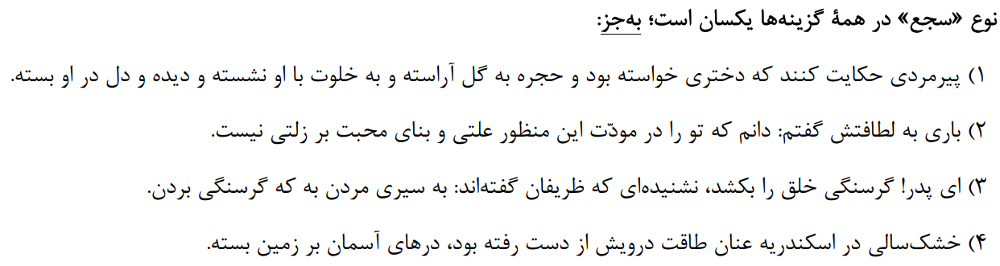 نوع «سجع» در همهٔ گزینه‌ها یکسان است؛ به‌جز:
۱) پیرمردی حکایت کنند که دختری خواسته بود و حجره به گل آراسته و به خلوت با او نشسته و دیده و دل در او بسته.
۲) باری به لطافتش گفتم: دانم که تو را در مودّت این منظور علتی و بنای محبت بر زلتی نیست.
۳) ای پدر! گرسنگی خلق را بکشد، نشنیده‌ای که ظریفان گفته‌اند: به سیری مردن به که گرسنگی بردن.
۴) خشک‌سالی در اسکندریه عنان طاقت درویش از دست رفته بود، درهای آسمان بر زمین بسته.